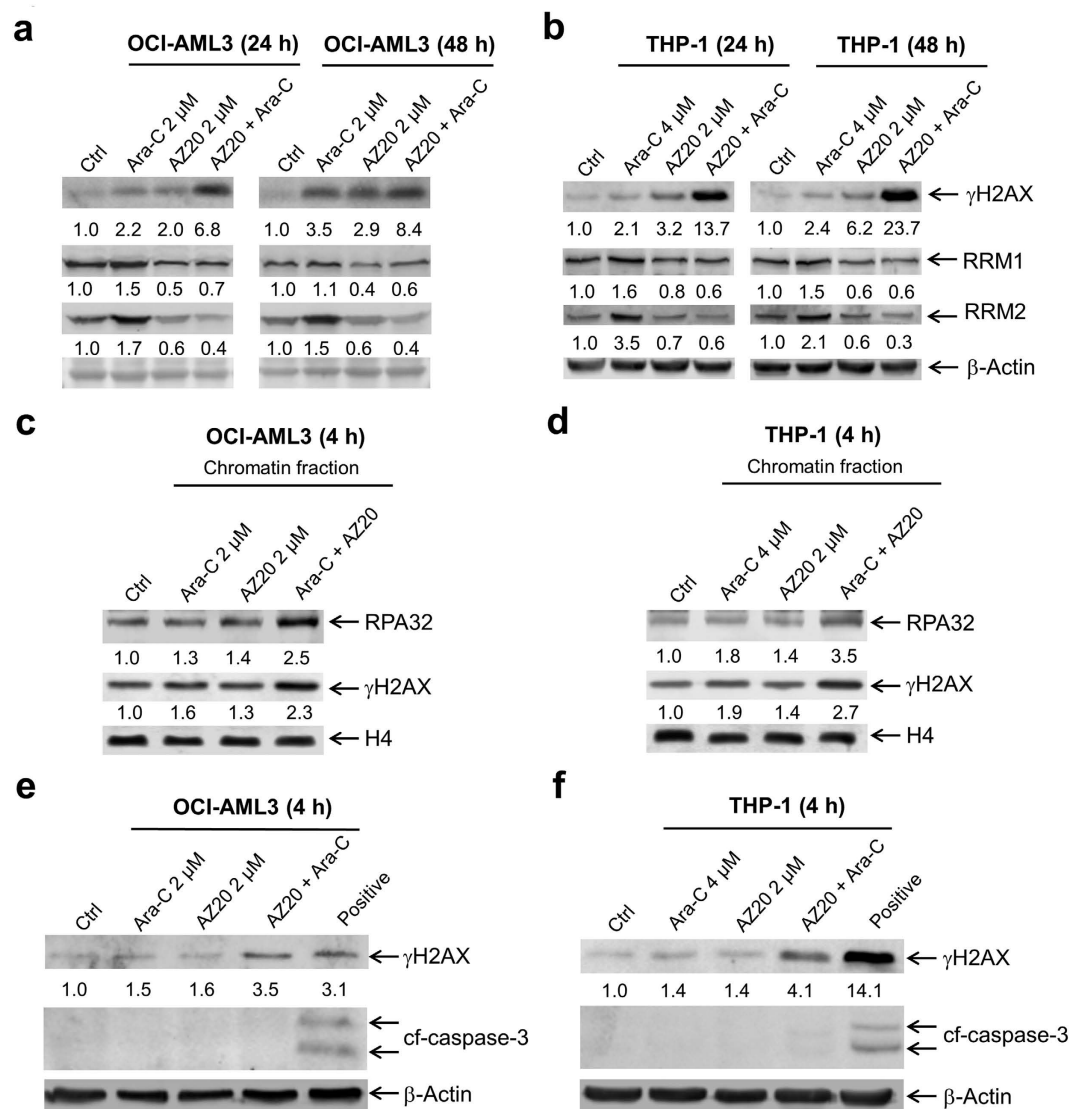 a
OCI-AML3 (24 h) OCI-AML3 (48 h)
Ctrl Ara-C 2 µM AZ20 2 µM AZ20 + Ara-C Ctrl Ara-C 2 µM AZ20 2 µM AZ20 + Ara-C
1.0 2.2 2.0 6.8 1.0 3.5 2.9 8.4
1.0 1.5 0.5 0.7 1.0 1.1 0.4 0.6
1.0 1.7 0.6 0.4 1.0 1.5 0.6 0.4
b
THP-1 (24 h) THP-1 (48 h)
Ctrl Ara-C 4 µM AZ20 2 µM AZ20 + Ara-C Ctrl Ara-C 4 µM AZ20 2 µM AZ20 + Ara-C
← γH2AX
1.0 2.1 3.2 13.7 1.0 2.4 6.2 23.7
← RRM1
1.0 1.6 0.8 0.6 1.0 1.5 0.6 0.6
← RRM2
1.0 3.5 0.7 0.6 1.0 2.1 0.6 0.3
← β-Actin
c
OCI-AML3 (4 h)
Chromatin fraction
Ctrl Ara-C 2 µM AZ20 2 µM Ara-C + AZ20
← RPA32
1.0 1.3 1.4 2.5
← γH2AX
1.0 1.6 1.3 2.3
← H4
d
THP-1 (4 h)
Chromatin fraction
Ctrl Ara-C 4 µM AZ20 2 µM Ara-C + AZ20
← RPA32
1.0 1.8 1.4 3.5
← γH2AX
1.0 1.9 1.4 2.7
← H4
e
OCI-AML3 (4 h)
Ctrl Ara-C 2 µM AZ20 2 µM AZ20 + Ara-C Positive
← γH2AX
1.0 1.5 1.6 3.5 3.1
cf-caspase-3
← β-Actin
f
THP-1 (4 h)
Ctrl Ara-C 4 µM AZ20 2 µM AZ20 + Ara-C Positive
← γH2AX
1.0 1.4 1.4 4.1 14.1
cf-caspase-3
← β-Actin